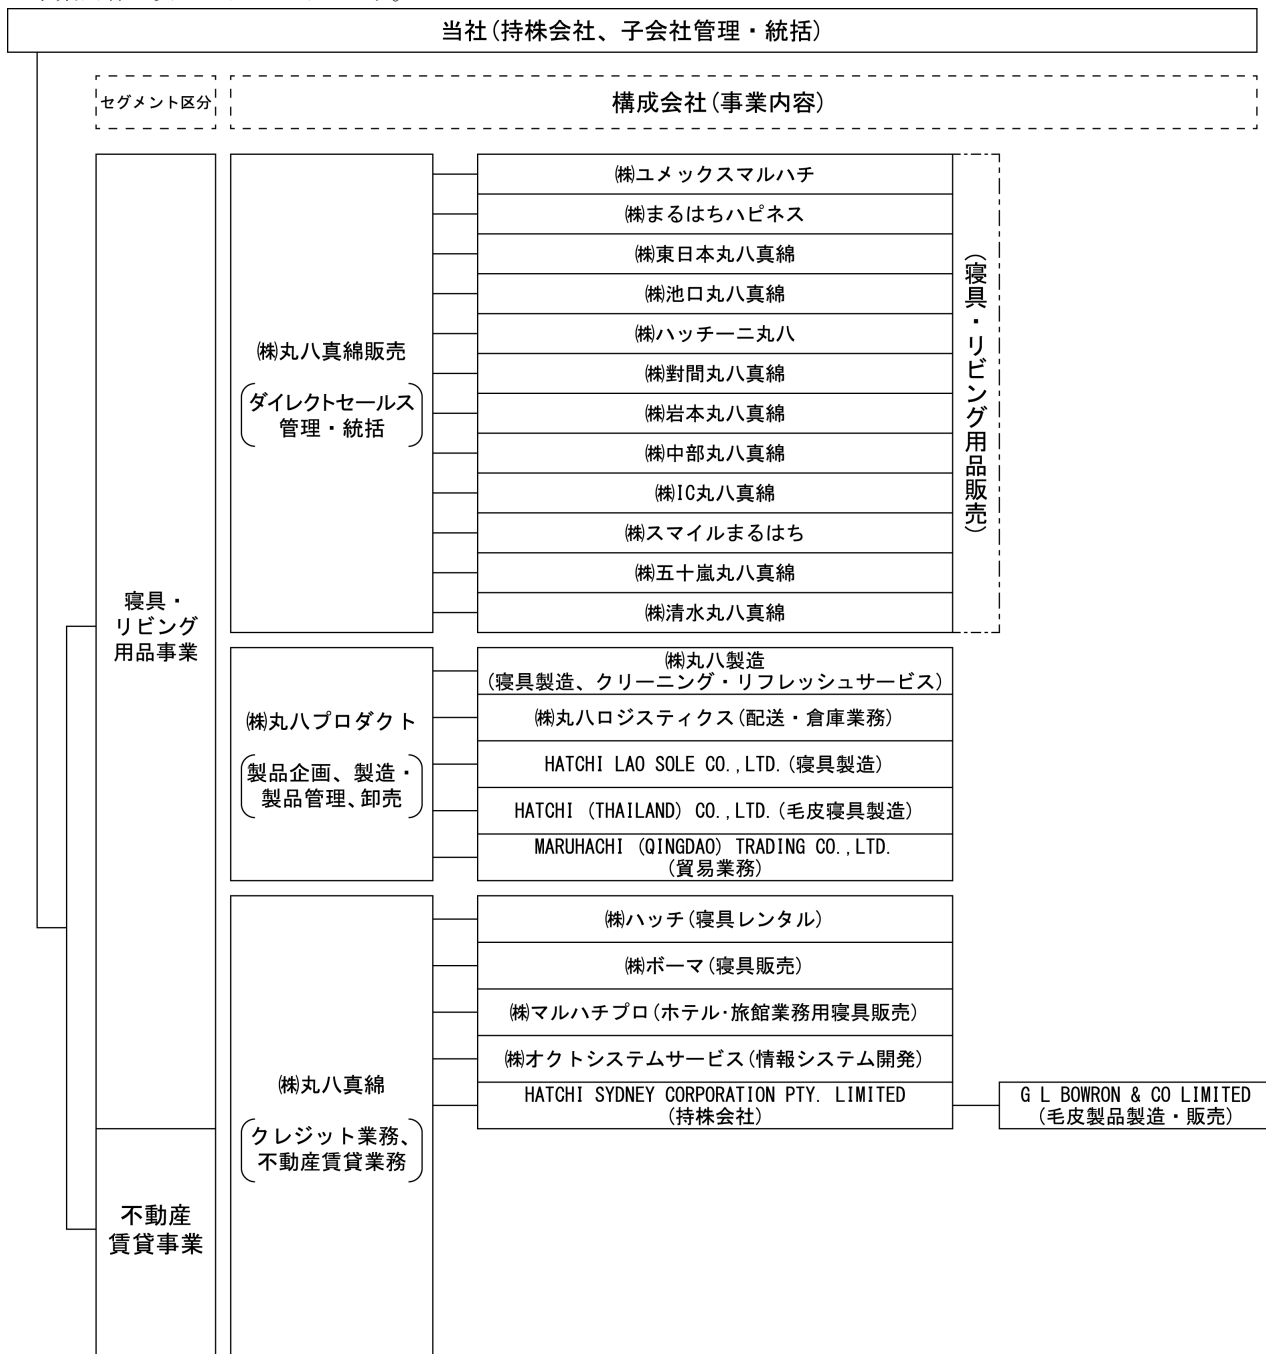 当社(持株会社、子会社管理・統括)
セグメント区分
構成会社(事業内容)
寝具・
リビング
用品事業
㈱丸八真綿販売
ダイレクトセールス
管理・統括
㈱ユメックスマルハチ
㈱まるはちハピネス
㈱東日本丸八真綿
㈱池口丸八真綿
㈱ハッチーニ丸八
㈱對間丸八真綿
㈱岩本丸八真綿
㈱中部丸八真綿
㈱IC丸八真綿
㈱スマイルまるはち
㈱五十嵐丸八真綿
㈱清水丸八真綿
(寝具・リビング用品販売)
㈱丸八プロダクト
製品企画、製造・
製品管理、卸売
㈱丸八製造
(寝具製造、クリーニング・リフレッシュサービス)
㈱丸八ロジスティクス(配送・倉庫業務)
HATCHI LAO SOLE CO.,LTD.(寝具製造)
HATCHI (THAILAND) CO.,LTD.(毛皮寝具製造)
MARUHACHI (QINGDAO) TRADING CO.,LTD.
(貿易業務)
㈱丸八真綿
クレジット業務、
不動産賃貸業務
㈱ハッチ(寝具レンタル)
㈱ボーマ(寝具販売)
㈱マルハチプロ(ホテル･旅館業務用寝具販売)
㈱オクトシステムサービス(情報システム開発)
HATCHI SYDNEY CORPORATION PTY. LIMITED
(持株会社)
G L BOWRON & CO LIMITED
(毛皮製品製造・販売)
不動産
賃貸事業